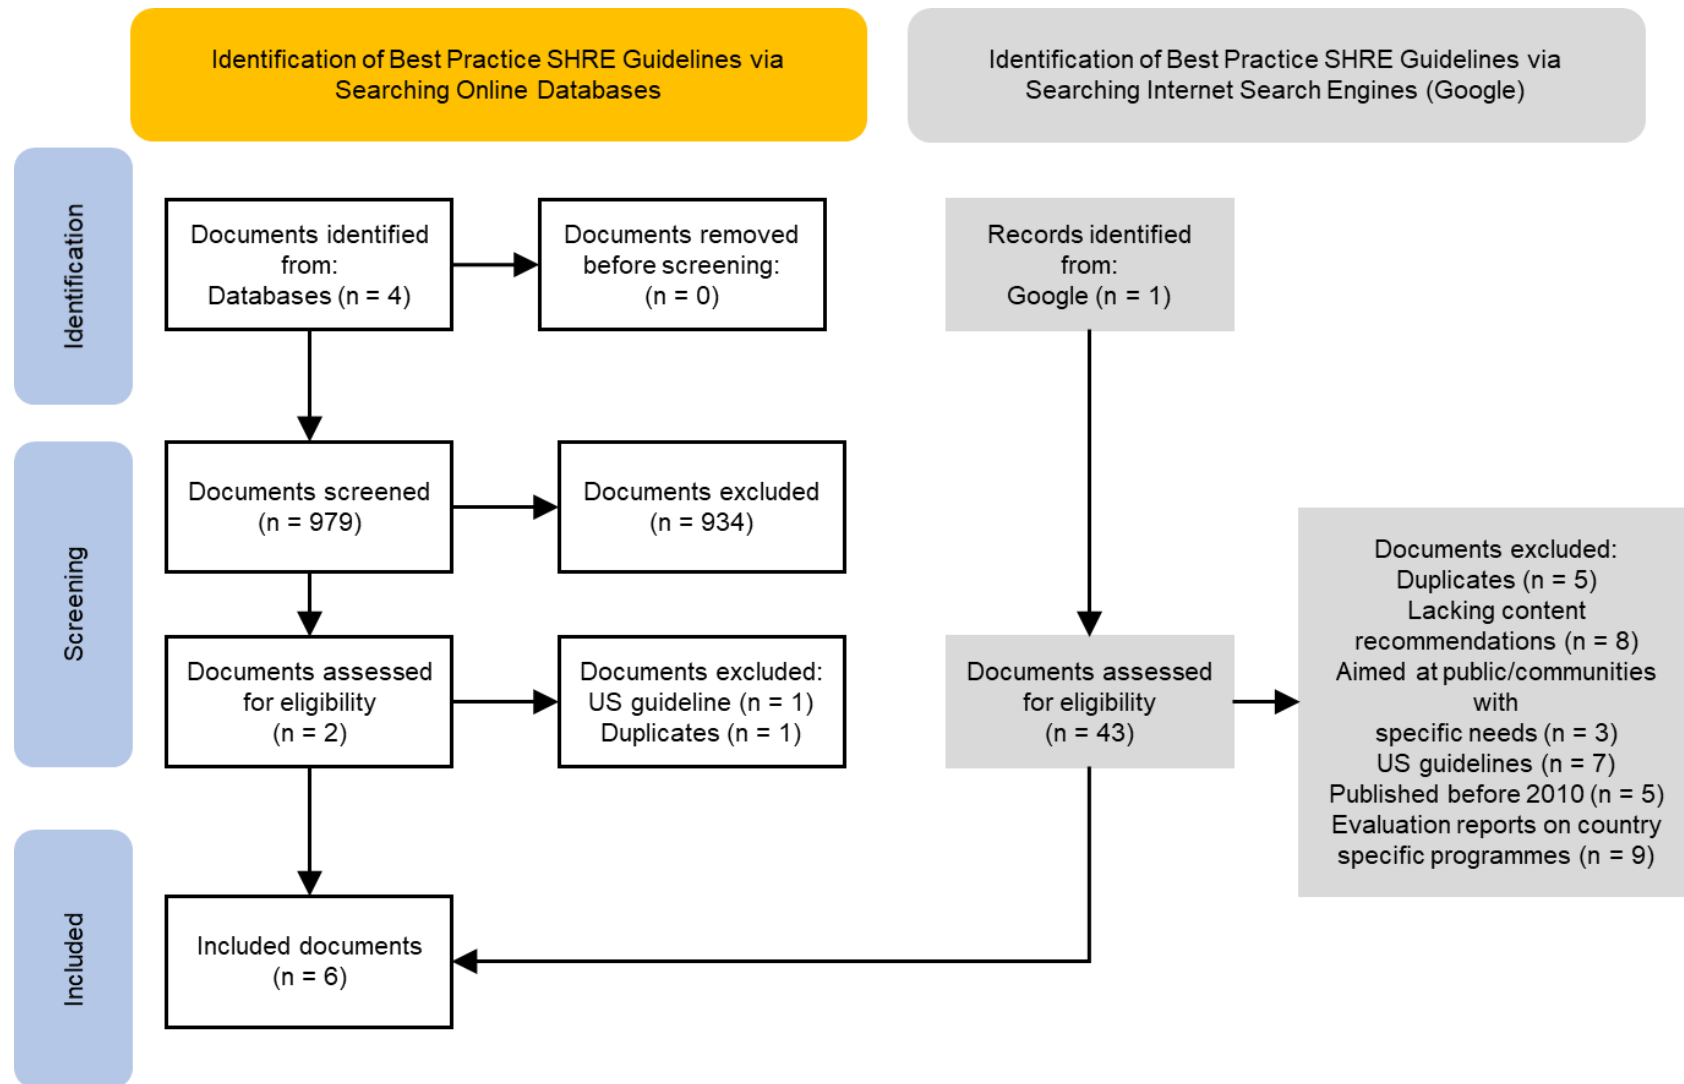 Identification of Best Practice SHRE Guidelines via
Searching Online Databases
Identification of Best Practice SHRE Guidelines via
Searching Internet Search Engines (Google)
Identification
Documents identified
from:
Databases (n = 4)
Documents removed
before screening:
(n = 0)
Records identified
from:
Google (n = 1)
Screening
Documents screened
(n = 979)
Documents excluded
(n = 934)
Documents assessed
for eligibility
(n = 2)
Documents excluded:
US guideline (n = 1)
Duplicates (n = 1)
Documents assessed
for eligibility
(n = 43)
Documents excluded:
Duplicates (n = 5)
Lacking content
recommendations (n = 8)
Aimed at public/communities
with
specific needs (n = 3)
US guidelines (n = 7)
Published before 2010 (n = 5)
Evaluation reports on country
specific programmes (n = 9)
Included
Included documents
(n = 6)